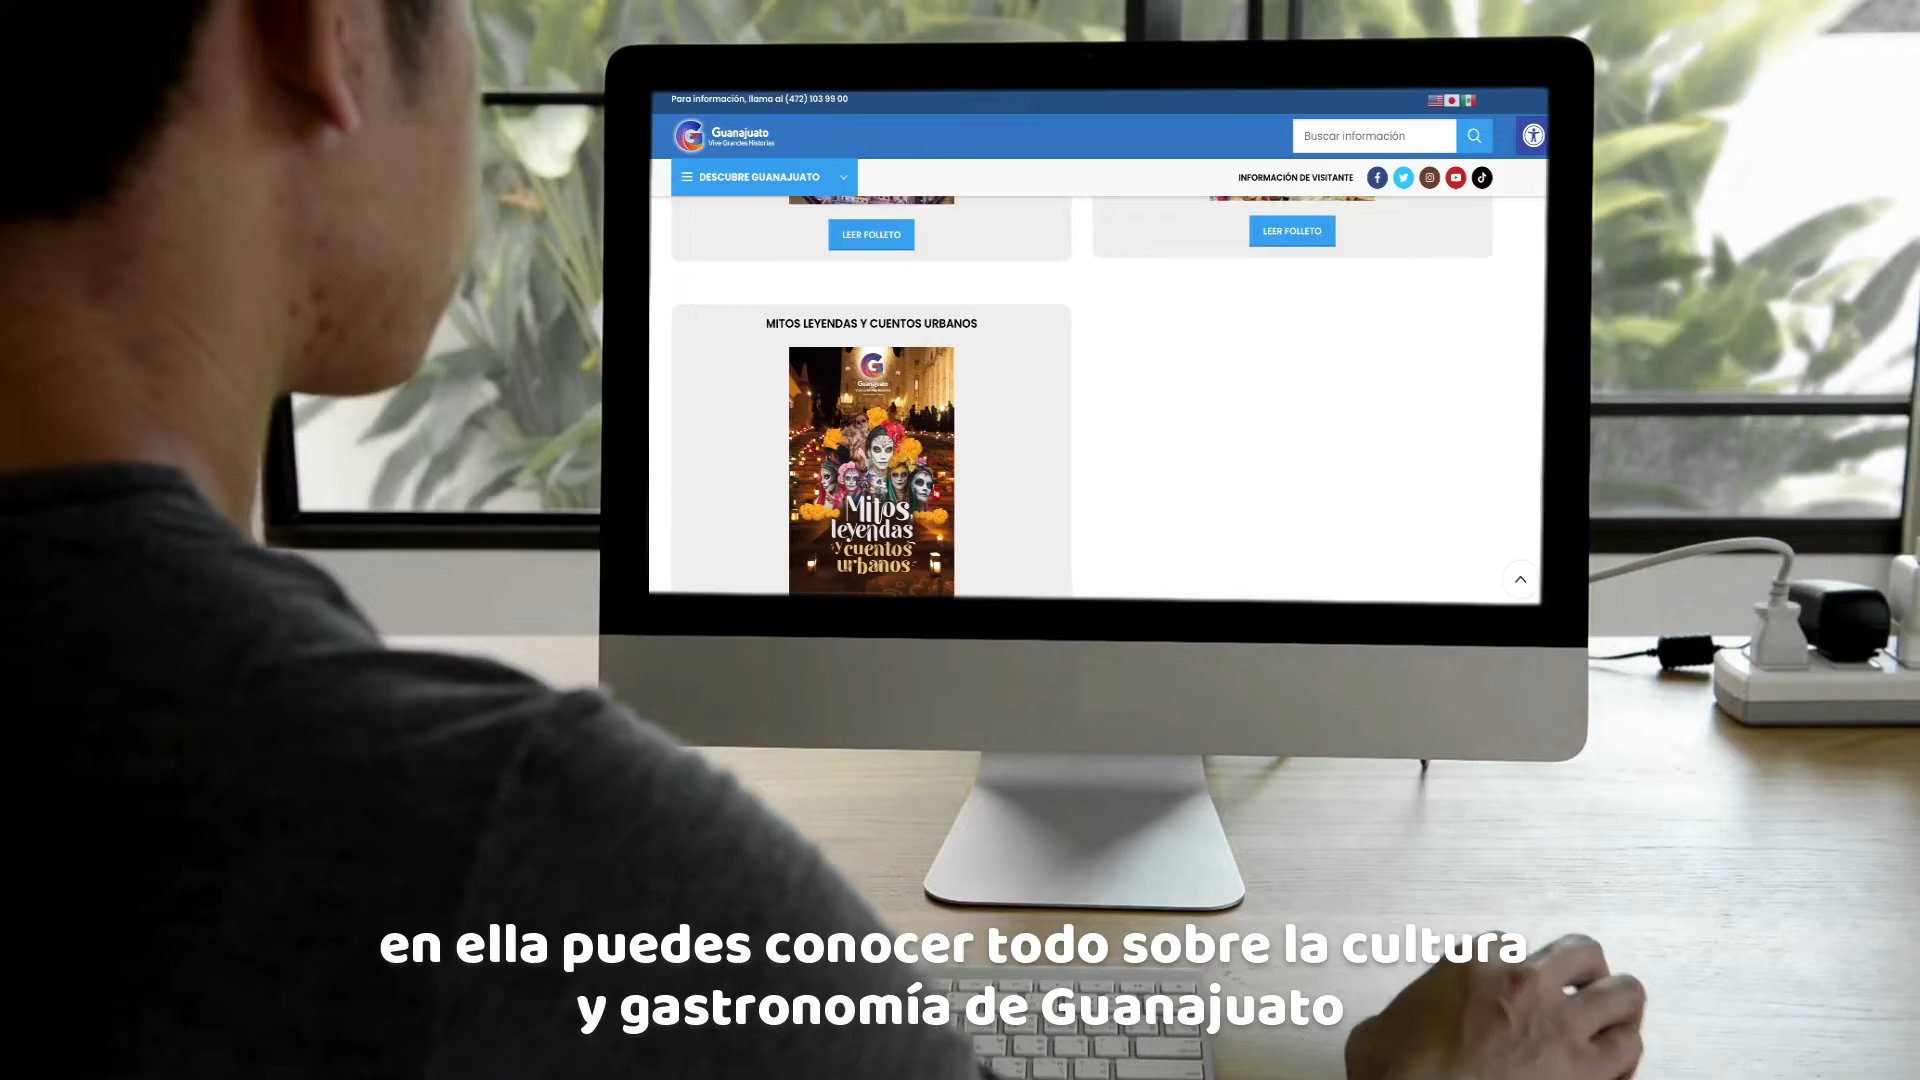 Para información, llama al (472) 103 99 00
Guanajuato
Vive Grandes Historias
Buscar información
DESCUBRE GUANAJUATO
INFORMACIÓN DE VISITANTE
LEER FOLLETO
LEER FOLLETO
MITOS LEYENDAS Y CUENTOS URBANOS
Guanajuato
Mitos,
leyendas
y cuentos
urbanos
en ella puedes conocer todo sobre la cultura
y gastronomía de Guanajuato